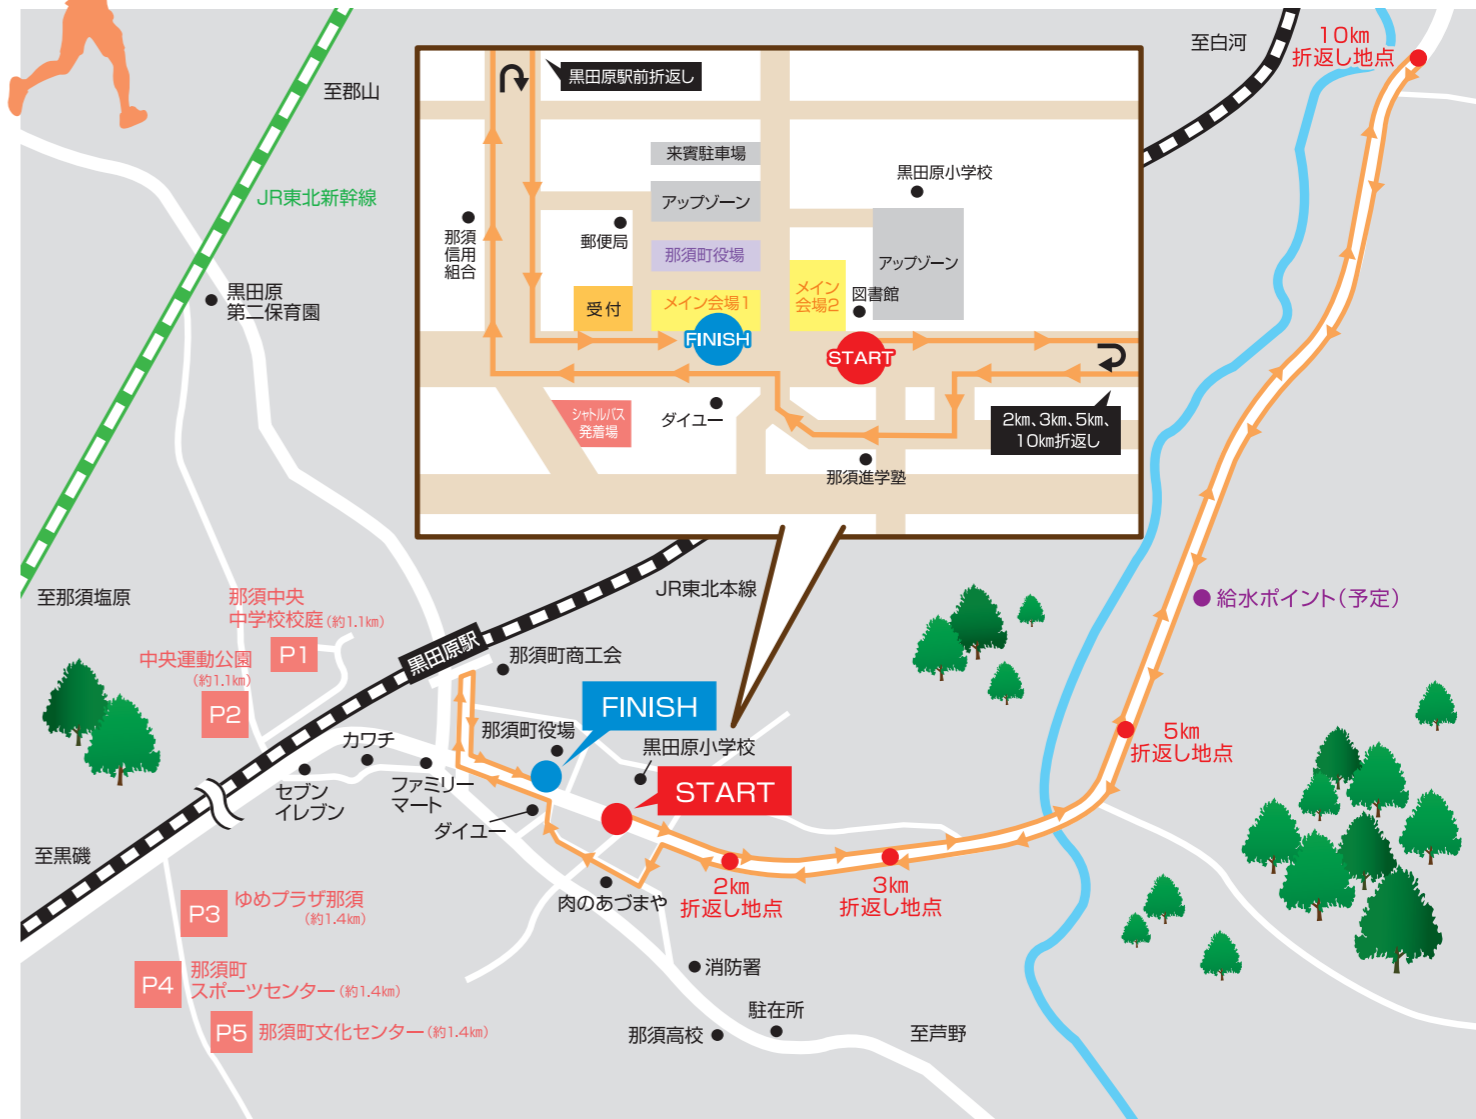 10km
折返し地点
至白河
黒田原駅前折返し
至郡山
来賓駐車場
黒田原小学校
JR東北新幹線
アップゾーン
那須
信用
組合
郵便局
那須町役場
アップゾーン
黒田原
第二保育園
受付
メイン会場1
メイン
会場2
図書館
FINISH
START
シャトルバス
発着場
ダイユー
2km、3km、5km、
10km折返し
那須進学塾
至那須塩原
JR東北本線
給水ポイント(予定)
那須中央
中学校校庭(約1.1km)
P1
黒田原駅
那須町商工会
中央運動公園
(約1.1km)
P2
FINISH
那須町役場
黒田原小学校
カワチ
5km
折返し地点
セブン
イレブン
ファミリー
マート
START
ダイユー
至黒磯
2km
折返し地点
3km
折返し地点
肉のあづまや
P3
ゆめプラザ那須
(約1.4km)
消防署
P4
那須町
スポーツセンター(約1.4km)
駐在所
P5
那須町文化センター(約1.4km)
那須高校
至芦野